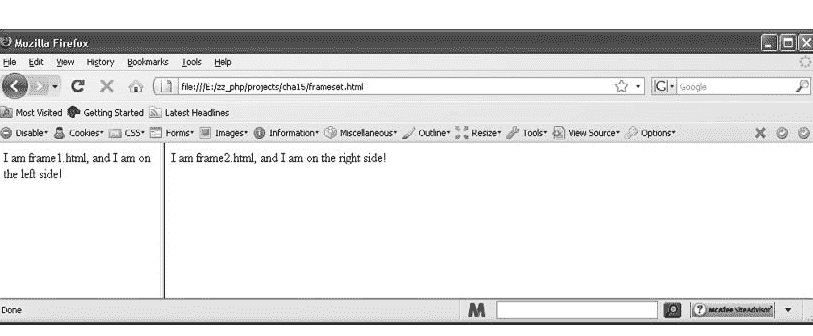 Mozilla Firefox
File Edit View History Bookmarks Tools Help
file:///E:/zz_php/projects/cha15/frameset.html G Google
Most Visited Getting Started Latest Headlines
Disable Cookies CSS Forms Images Information Miscellaneous Outline Resize Tools View Source Options
I am frame1.html, and I am on
the left side!
I am frame2.html, and I am on the right side!
Done M McAfee SiteAdvisor